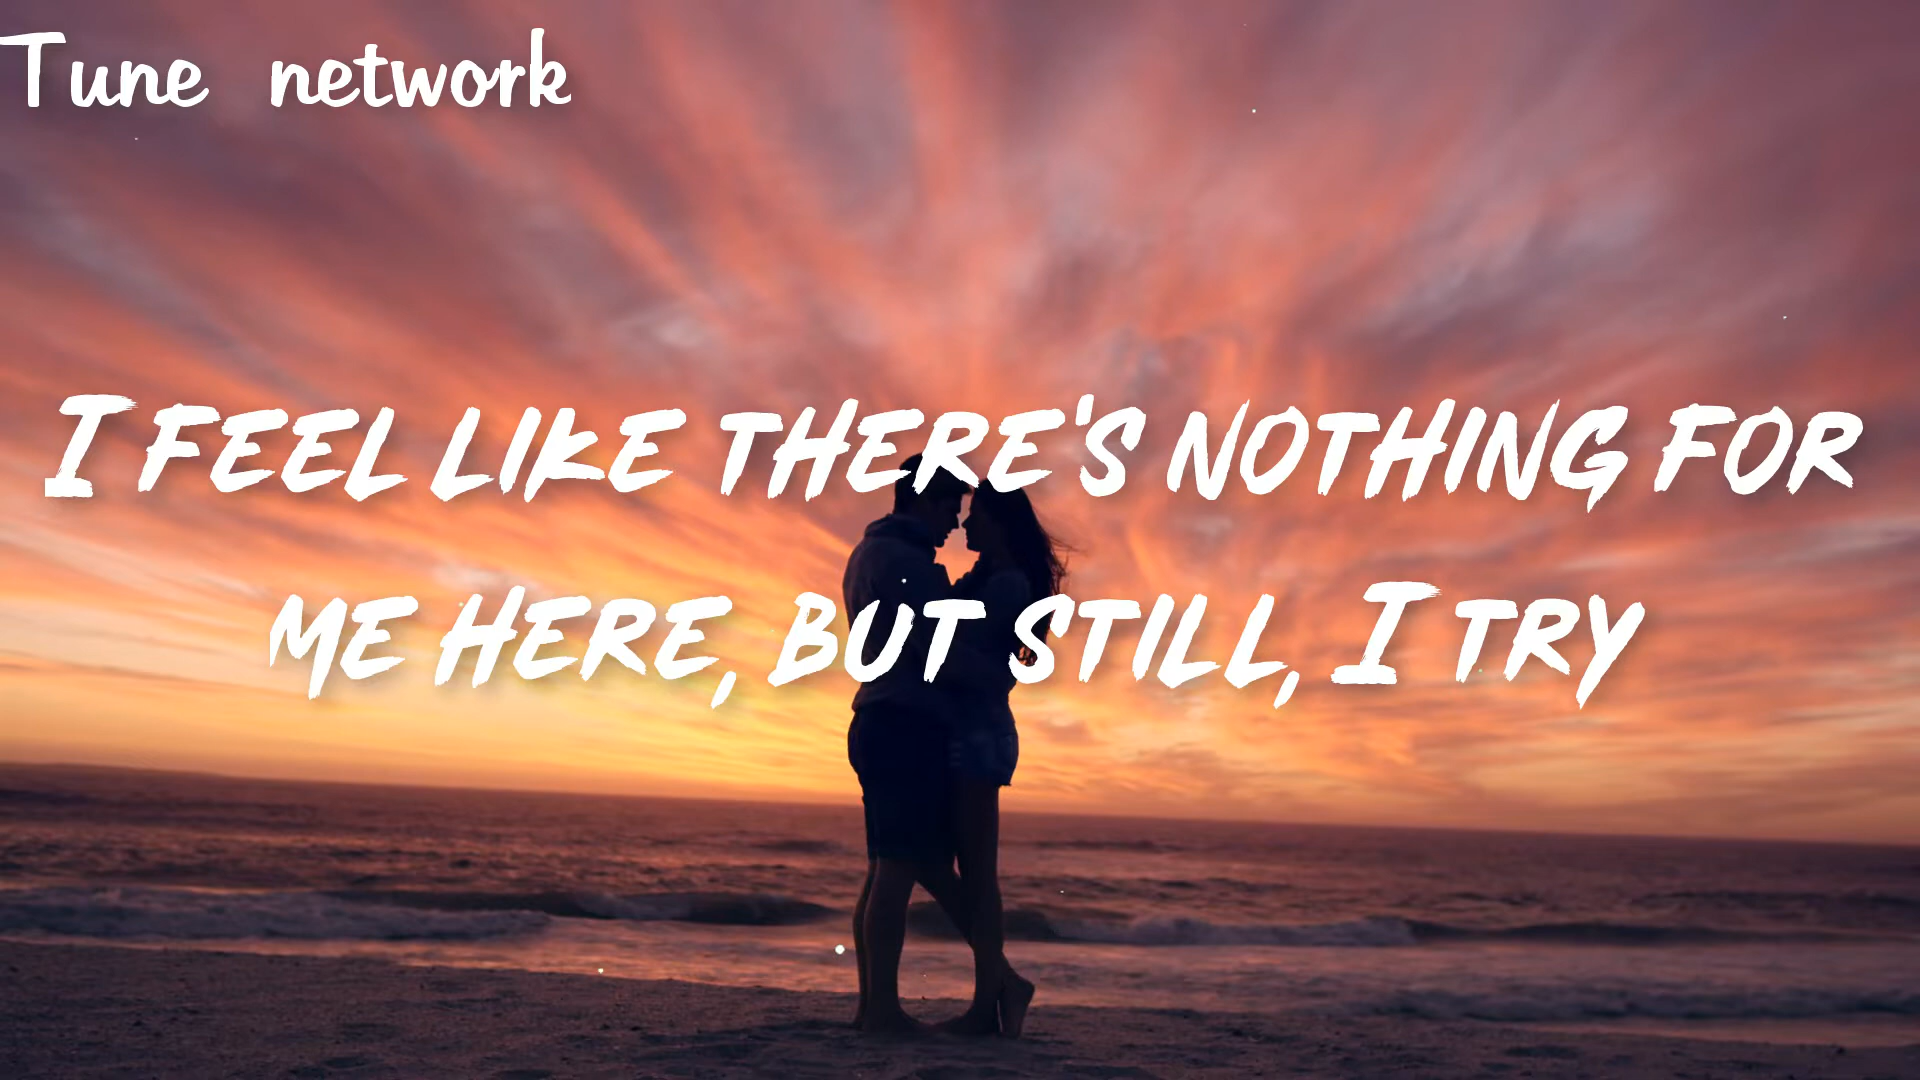 Tune network
I FEEL LIKE THERE'S NOTHING FOR
ME HERE, BUT STILL, I TRY